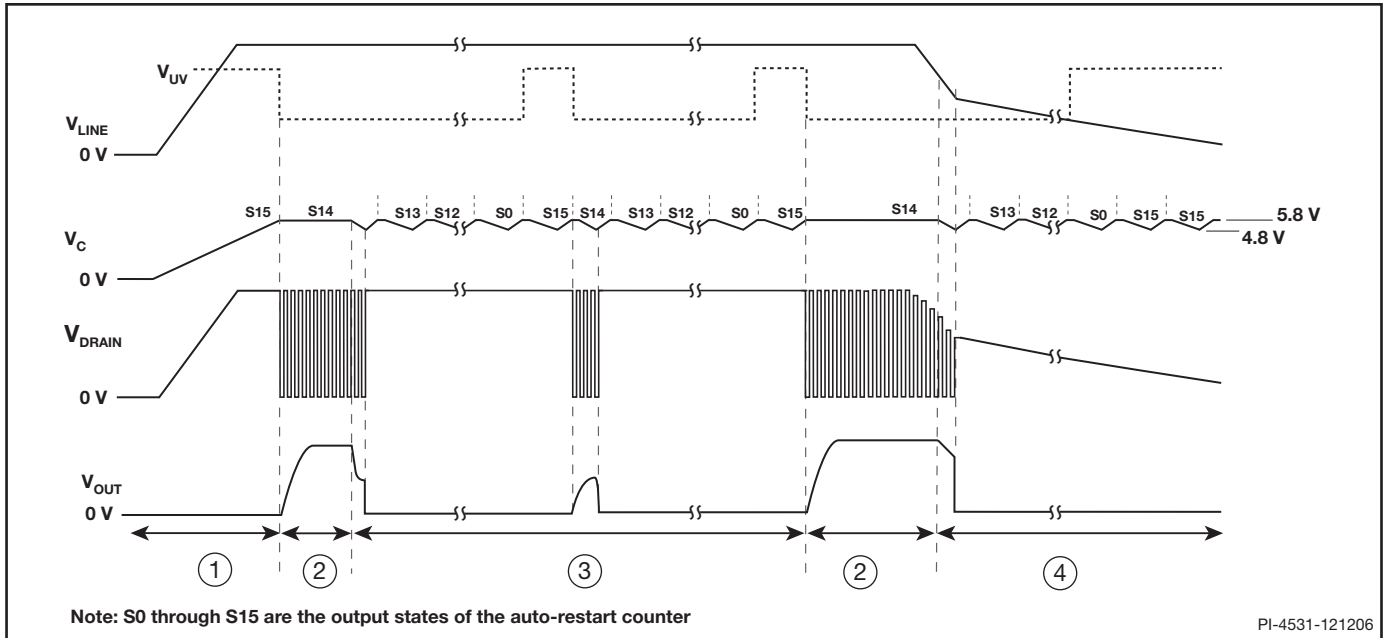 V_UV
V_LINE
0 V
S15 S14 S13 S12 S0 S15 S14 S13 S12 S0 S15 S14 S13 S12 S0 S15 S15
5.8 V
4.8 V
V_C
0 V
V_DRAIN
0 V
V_OUT
0 V
1 2 3 2 4
Note: S0 through S15 are the output states of the auto-restart counter
PI-4531-121206